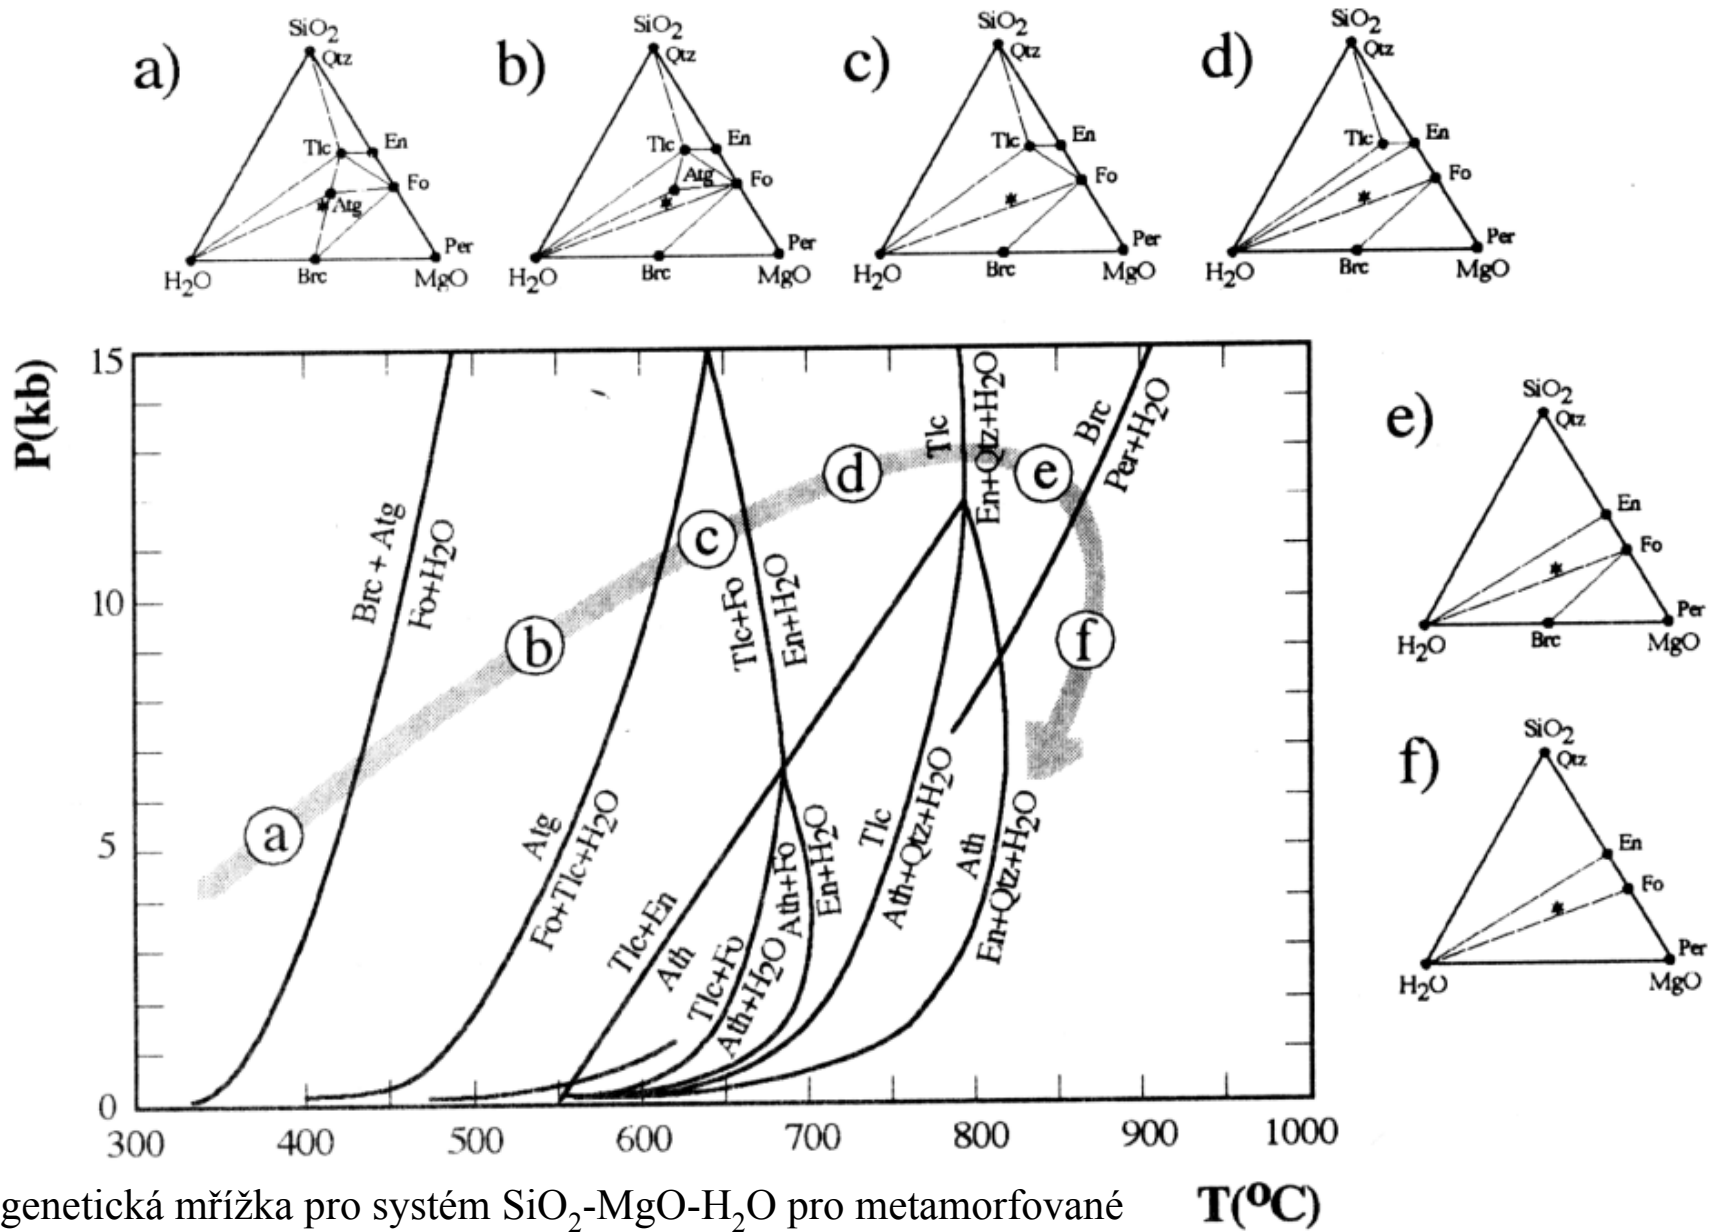 a)
SiO2
Qtz
Tlc
En
Fo
Atg
Per
H2O
Brc
MgO
b)
SiO2
Qtz
Tlc
En
Atg
Fo
Per
H2O
Brc
MgO
c)
SiO2
Qtz
Tlc
En
Fo
Per
H2O
Brc
MgO
d)
SiO2
Qtz
Tlc
En
Fo
Per
H2O
Brc
MgO
P(kb)
15
10
5
0
Brc + Atg
Fo+H2O
Atg
Fo+Tlc+H2O
Tlc+Fo
En+H2O
Tlc+En
Ath
Tlc+Fo
Ath+H2O
Ath+Fo
En+H2O
Tlc
Ath+Qtz+H2O
Ath
En+Qtz+H2O
Tlc
En+Qtz+H2O
Brc
Per+H2O
a
b
c
d
e
f
300 400 500 600 700 800 900 1000
T(°C)
e)
SiO2
Qtz
En
Fo
Per
H2O
Brc
MgO
f)
SiO2
Qtz
En
Fo
Per
H2O
MgO
genetická mřížka pro systém SiO2-MgO-H2O pro metamorfované